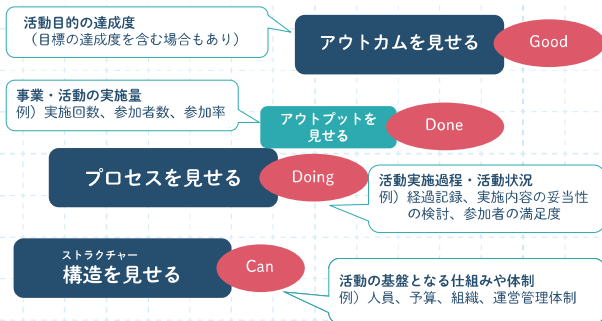 活動目的の達成度
（目標の達成度を含む場合もあり）
アウトカムを見せる
Good
事業・活動の実施量
例）実施回数、参加者数、参加率
アウトプットを
見せる
Done
プロセスを見せる
Doing
活動実施過程・活動状況
例）経過記録、実施内容の妥当性
の検討、参加者の満足度
ストラクチャー
構造を見せる
Can
活動の基盤となる仕組みや体制
例）人員、予算、組織、運営管理体制